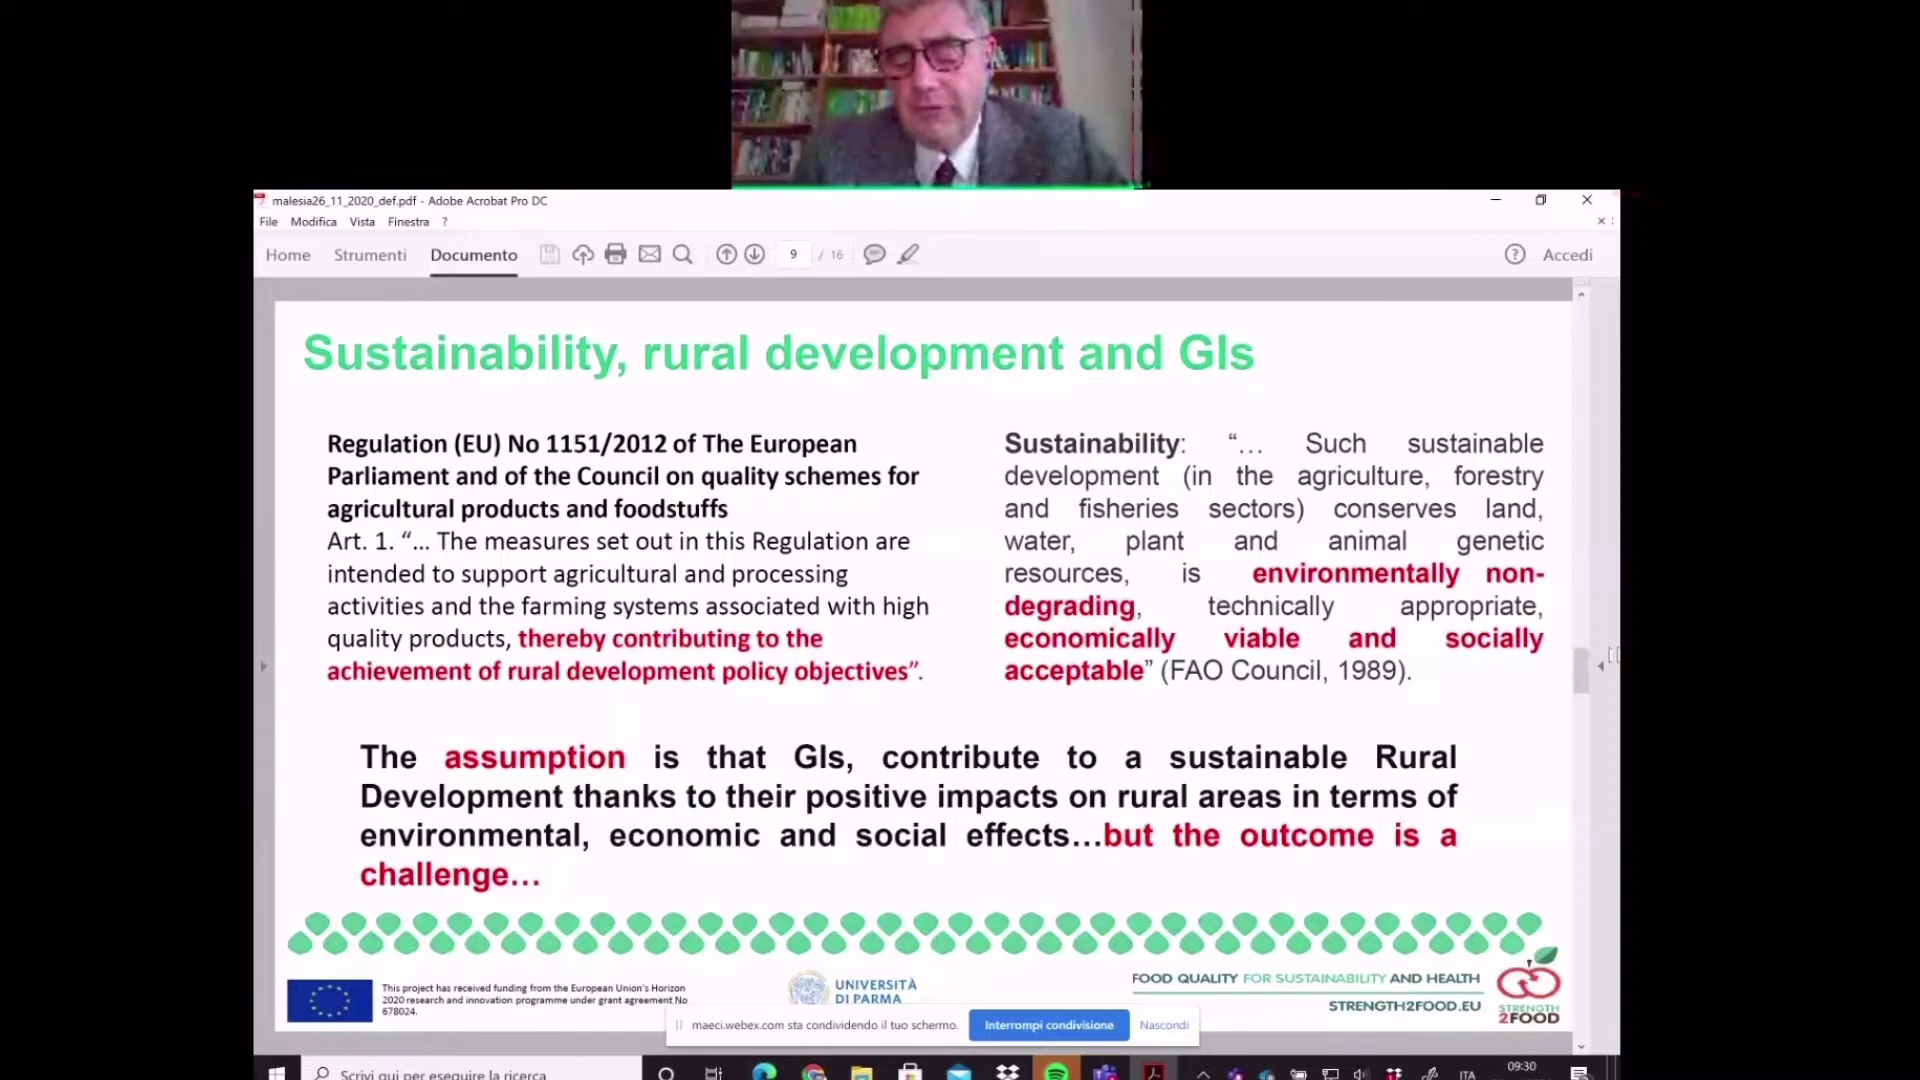 malesia26_11_2020_def.pdf - Adobe Acrobat Pro DC
File Modifica Vista Finestra ?
Home Strumenti Documento 9 / 16 Accedi
Sustainability, rural development and GIs
Regulation (EU) No 1151/2012 of The European
Parliament and of the Council on quality schemes for
agricultural products and foodstuffs
Art. 1. “… The measures set out in this Regulation are
intended to support agricultural and processing
activities and the farming systems associated with high
quality products, thereby contributing to the
achievement of rural development policy objectives”.
Sustainability: “… Such sustainable
development (in the agriculture, forestry
and fisheries sectors) conserves land,
water, plant and animal genetic
resources, is environmentally non-
degrading, technically appropriate,
economically viable and socially
acceptable” (FAO Council, 1989).
The assumption is that GIs, contribute to a sustainable Rural
Development thanks to their positive impacts on rural areas in terms of
environmental, economic and social effects…but the outcome is a
challenge…
This project has received funding from the European Union's Horizon
2020 research and innovation programme under grant agreement No
678024.
UNIVERSITÀ
DI PARMA
FOOD QUALITY FOR SUSTAINABILITY AND HEALTH
STRENGTH2FOOD.EU
STRENGTH
2FOOD
maeci.webex.com sta condividendo il tuo schermo. Interrompi condivisione Nascondi
Scrivi qui per eseguire la ricerca
ITA
09:30